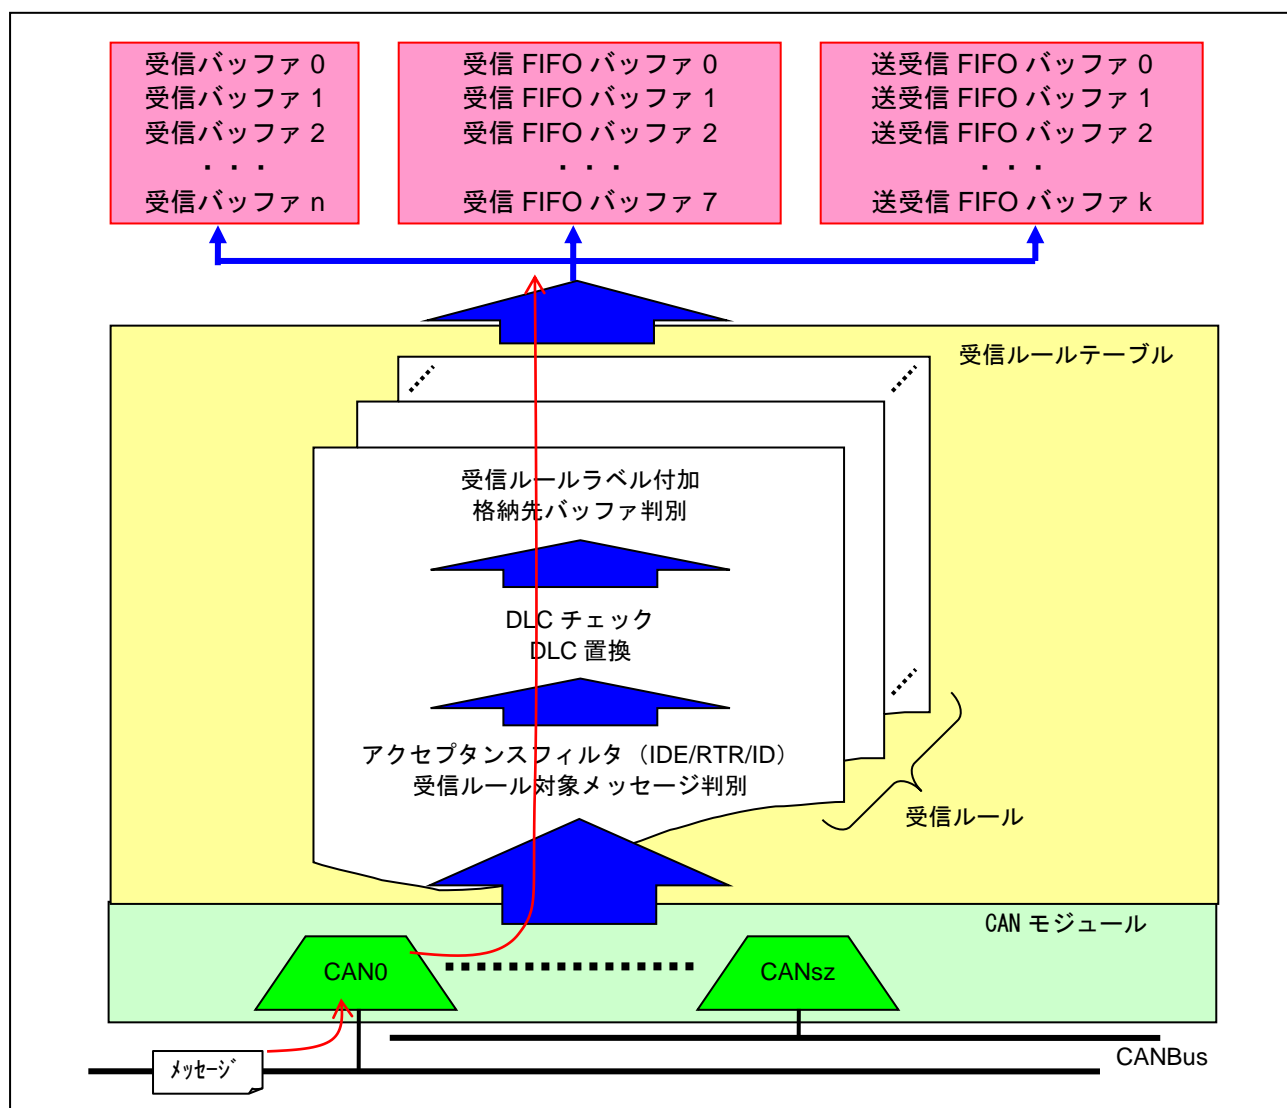 受信バッファ 0
受信バッファ 1
受信バッファ 2
・・・
受信バッファ n
受信 FIFO バッファ 0
受信 FIFO バッファ 1
受信 FIFO バッファ 2
・・・
受信 FIFO バッファ 7
送受信 FIFO バッファ 0
送受信 FIFO バッファ 1
送受信 FIFO バッファ 2
・・・
送受信 FIFO バッファ k
受信ルールテーブル
受信ルールラベル付加
格納先バッファ判別
DLC チェック
DLC 置換
アクセプタンスフィルタ（IDE/RTR/ID）
受信ルール対象メッセージ判別
受信ルール
CAN モジュール
CAN0
CANsz
CANBus
メッセージ